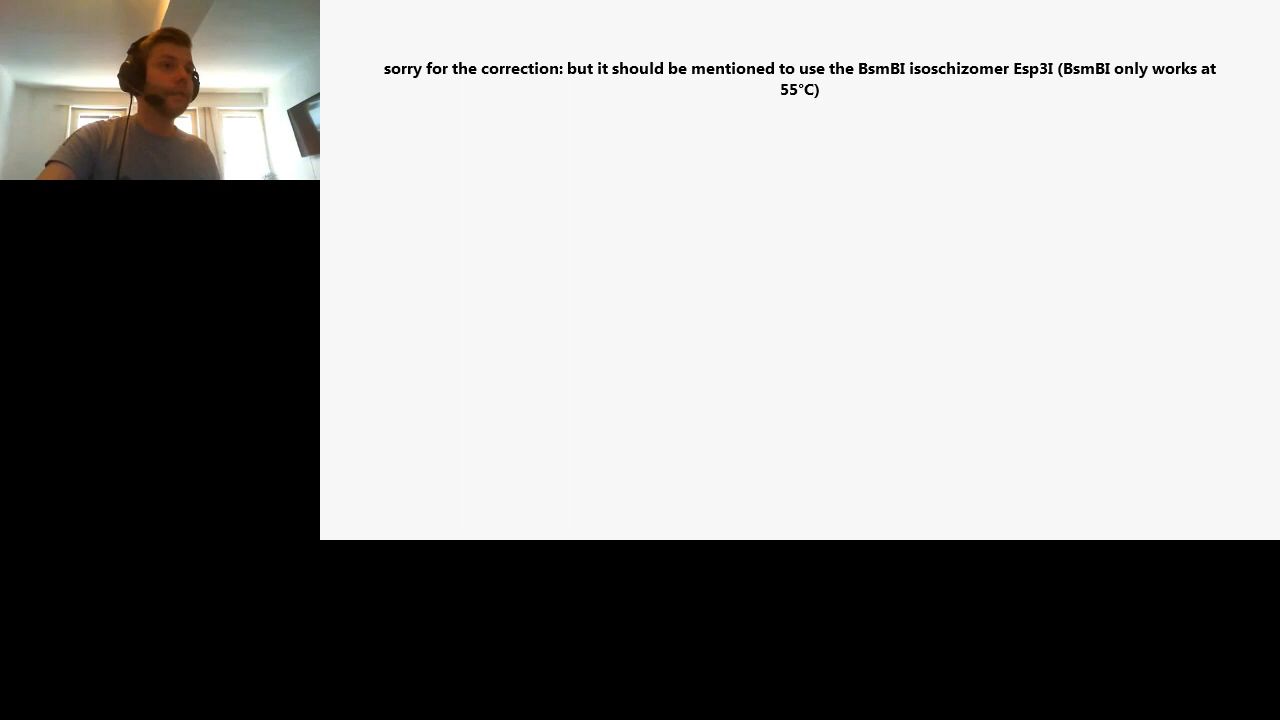 sorry for the correction: but it should be mentioned to use the BsmBI isoschizomer Esp3I (BsmBI only works at
55°C)